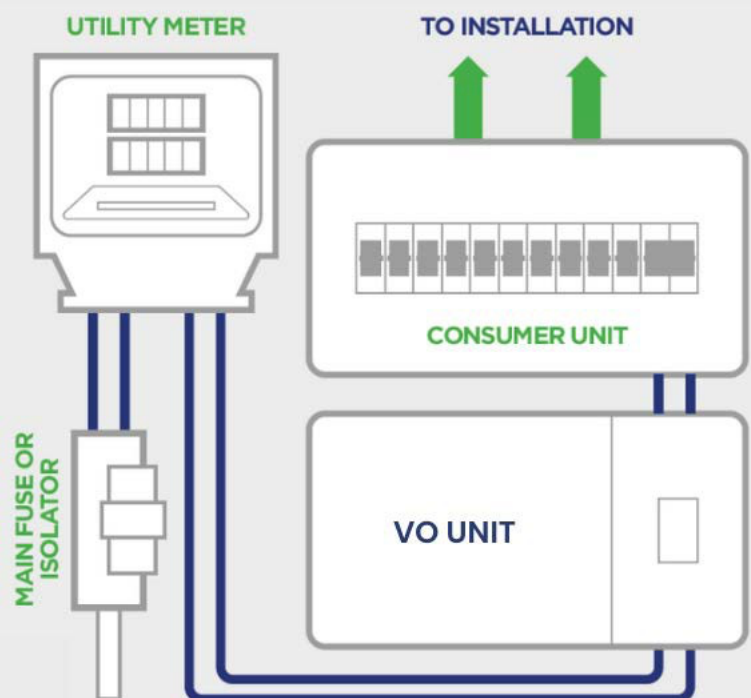 UTILITY METER
TO INSTALLATION
CONSUMER UNIT
MAIN FUSE OR
ISOLATOR
VO UNIT